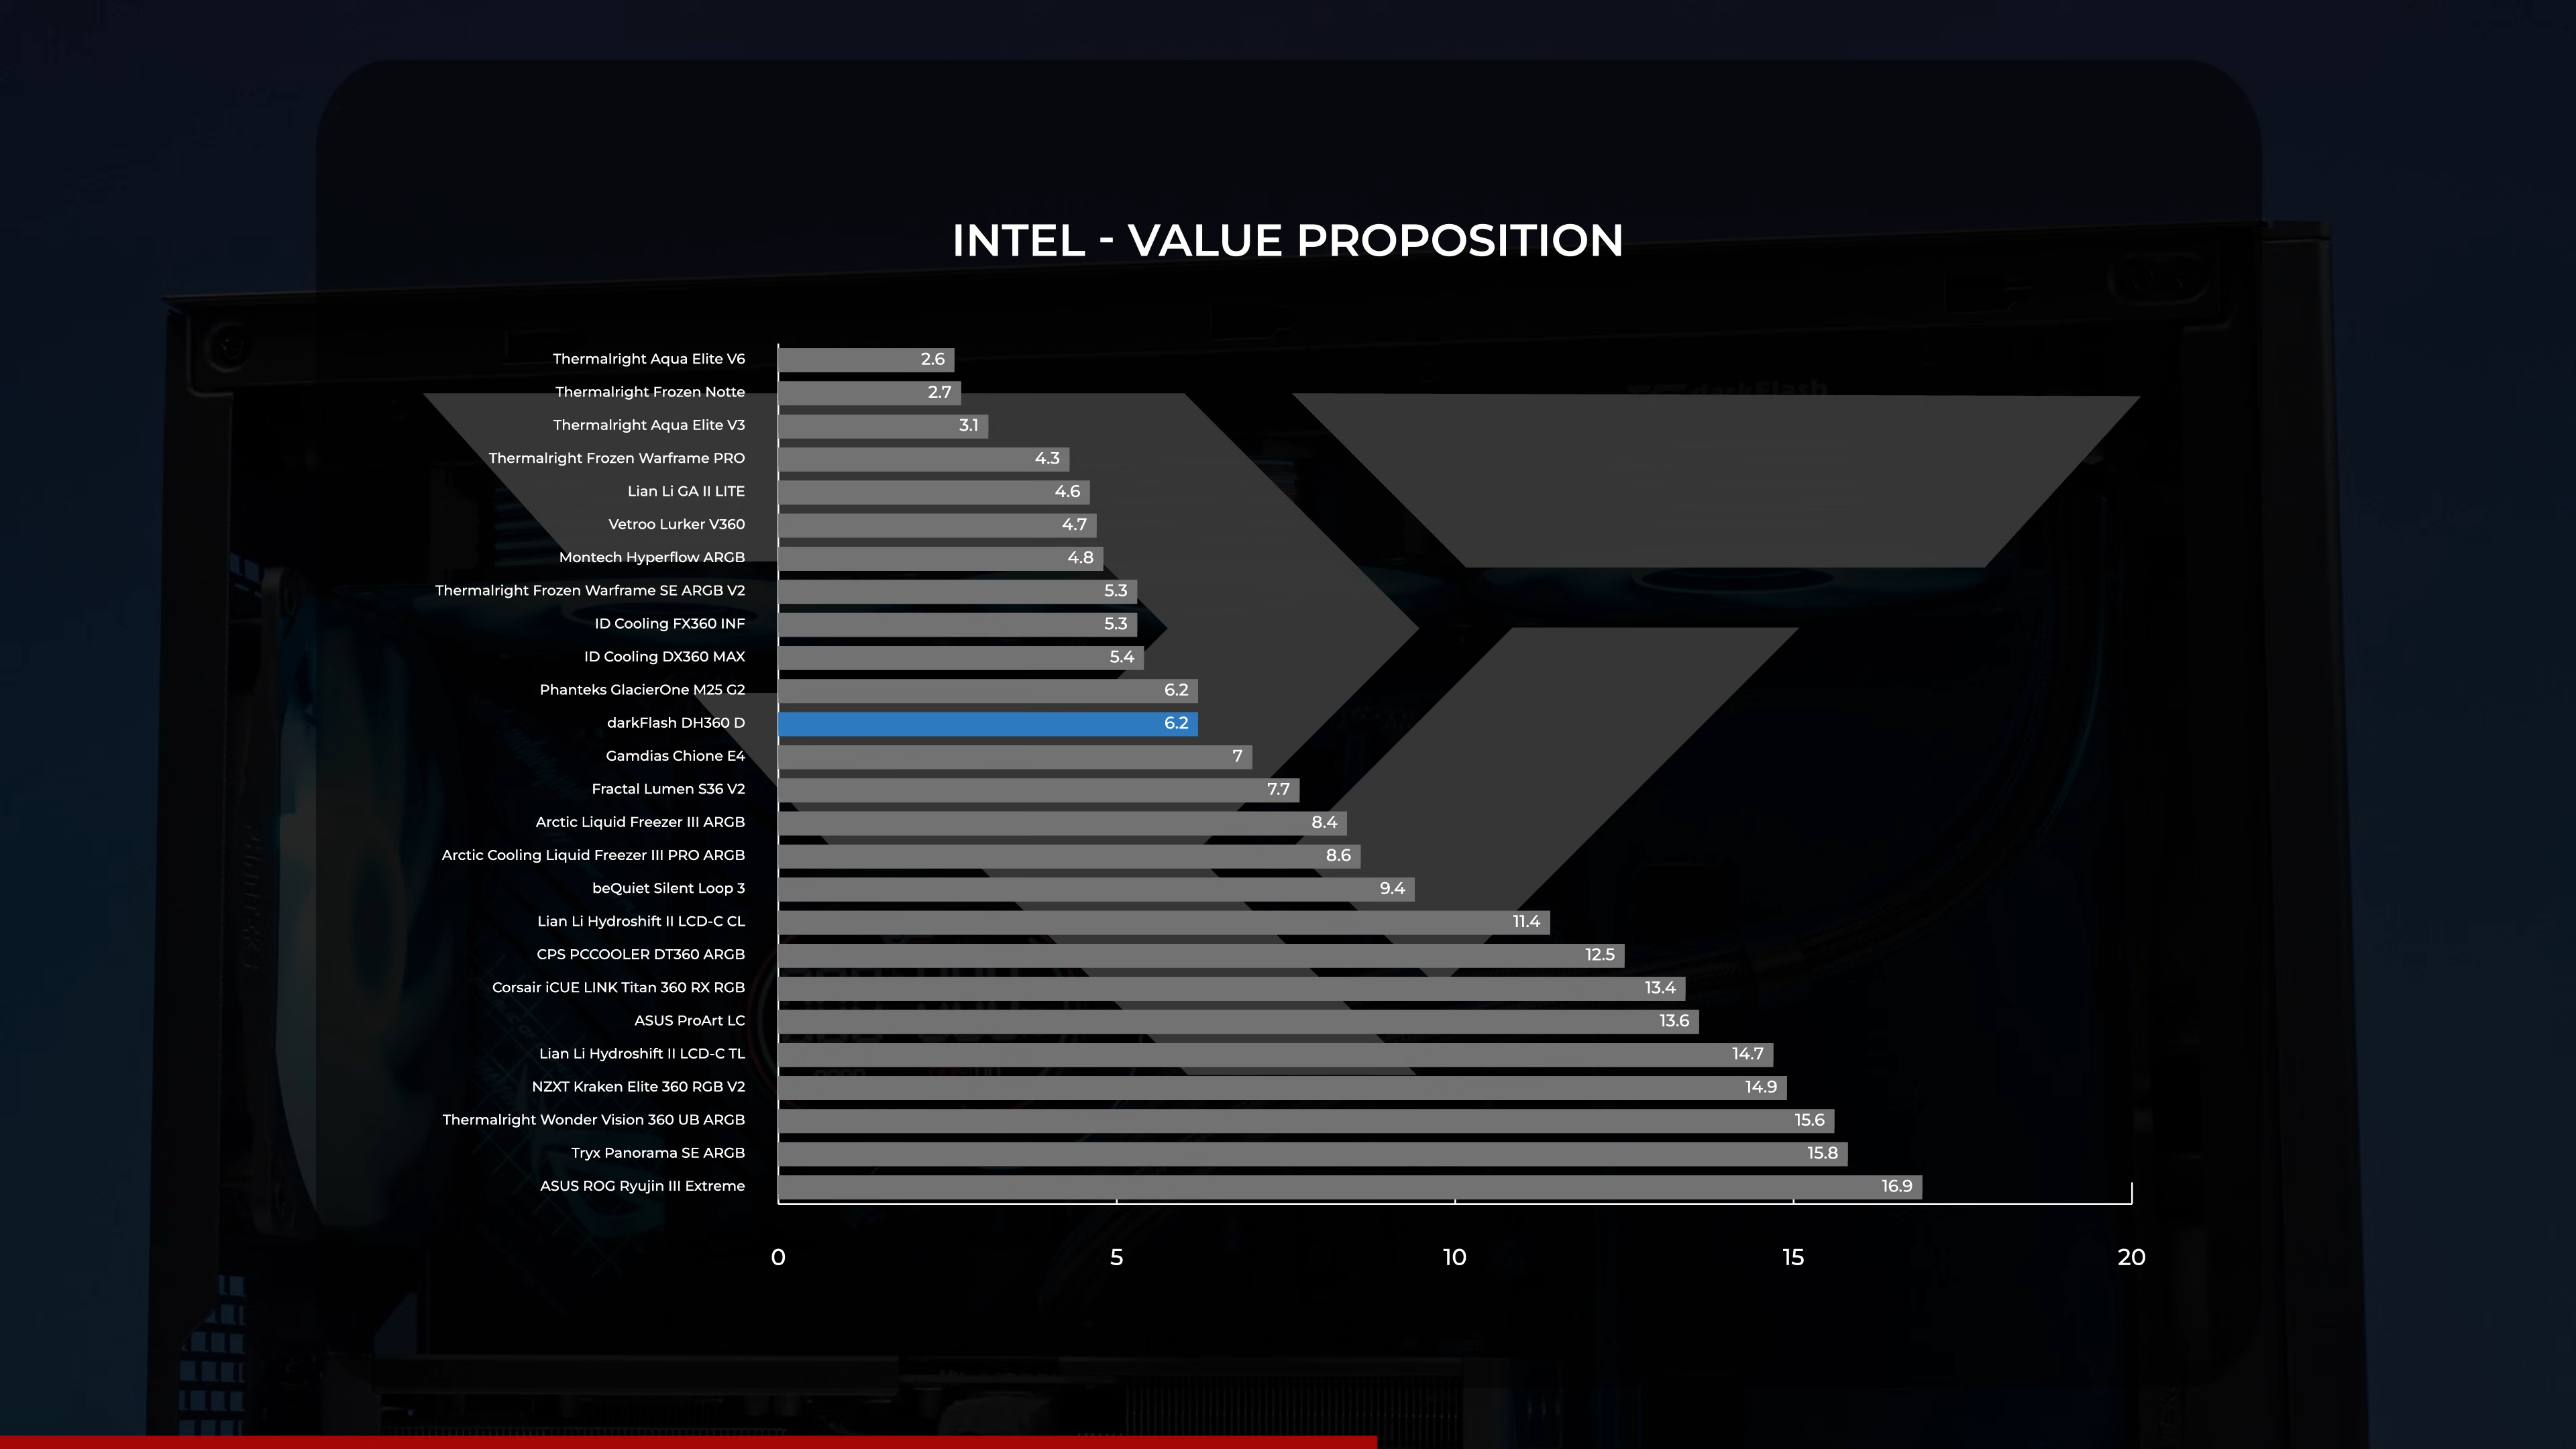 INTEL - VALUE PROPOSITION
Thermalright Aqua Elite V6 2.6
Thermalright Frozen Notte 2.7
Thermalright Aqua Elite V3 3.1
Thermalright Frozen Warframe PRO 4.3
Lian Li GA II LITE 4.6
Vetroo Lurker V360 4.7
Montech Hyperflow ARGB 4.8
Thermalright Frozen Warframe SE ARGB V2 5.3
ID Cooling FX360 INF 5.3
ID Cooling DX360 MAX 5.4
Phanteks GlacierOne M25 G2 6.2
darkFlash DH360 D 6.2
Gamdias Chione E4 7
Fractal Lumen S36 V2 7.7
Arctic Liquid Freezer III ARGB 8.4
Arctic Cooling Liquid Freezer III PRO ARGB 8.6
beQuiet Silent Loop 3 9.4
Lian Li Hydroshift II LCD-C CL 11.4
CPS PCCOOLER DT360 ARGB 12.5
Corsair iCUE LINK Titan 360 RX RGB 13.4
ASUS ProArt LC 13.6
Lian Li Hydroshift II LCD-C TL 14.7
NZXT Kraken Elite 360 RGB V2 14.9
Thermalright Wonder Vision 360 UB ARGB 15.6
Tryx Panorama SE ARGB 15.8
ASUS ROG Ryujin III Extreme 16.9
0 5 10 15 20
darkFlash